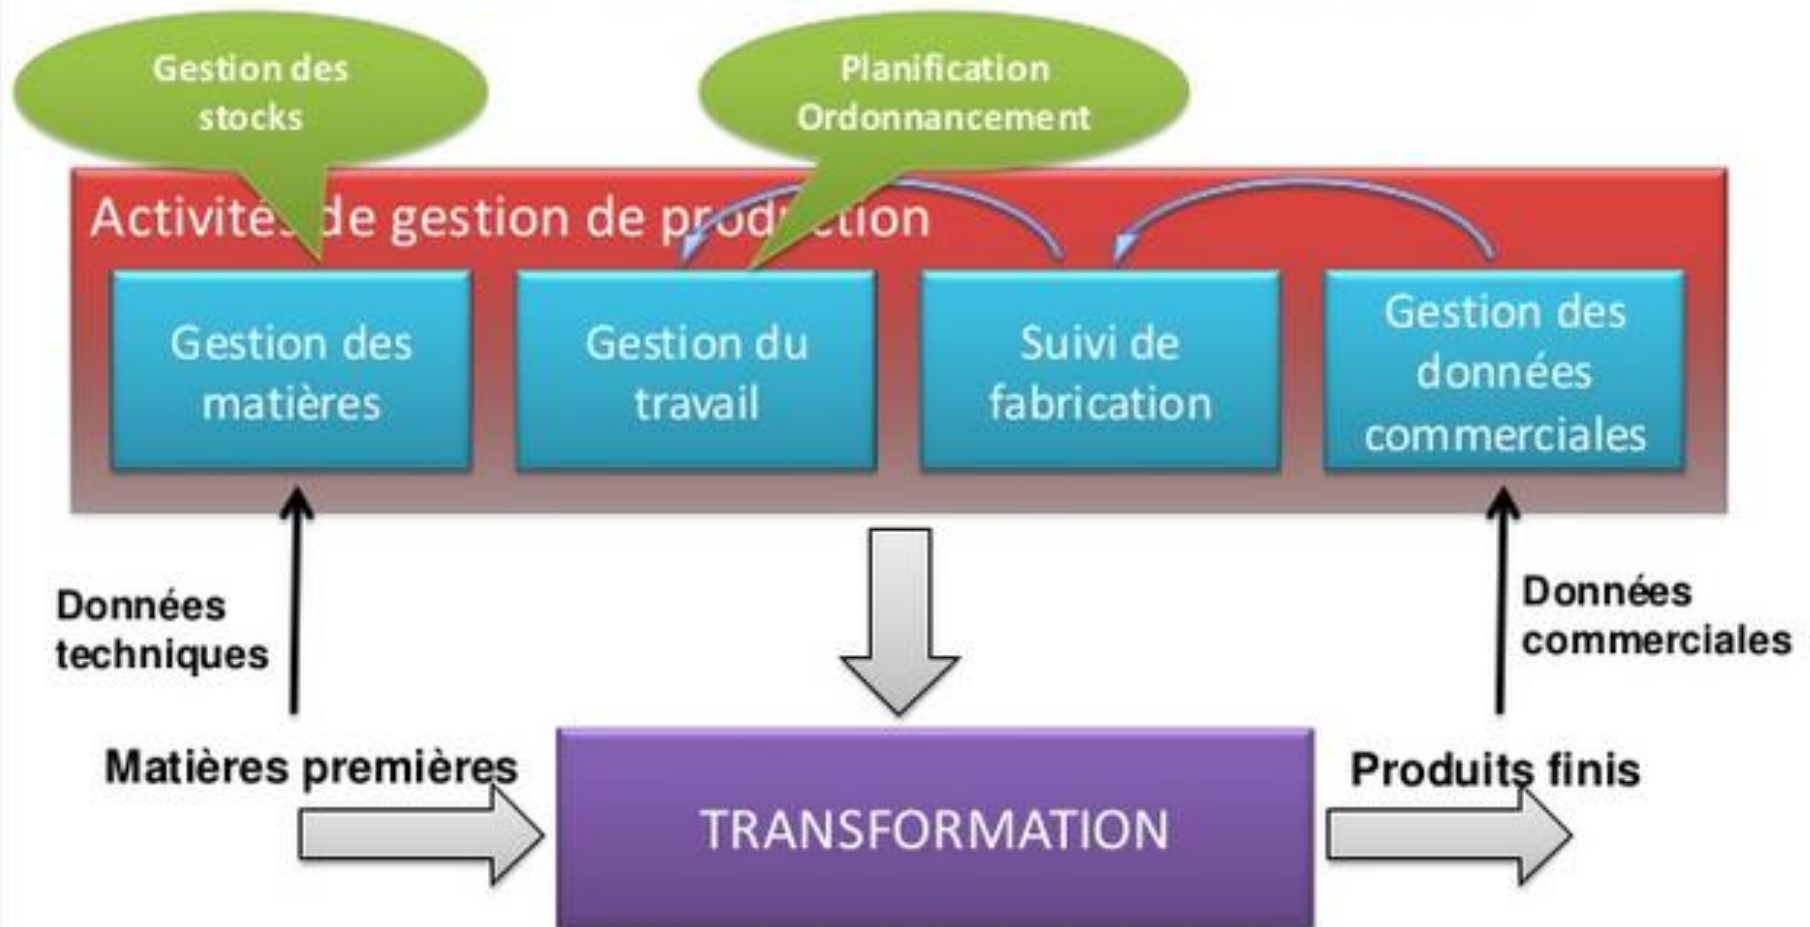 Gestion des
stocks
Planification
Ordonnancement
Activités de gestion de production
Gestion des
matières
Gestion du
travail
Suivi de
fabrication
Gestion des
données
commerciales
Données
techniques
Données
commerciales
Matières premières
Produits finis
TRANSFORMATION